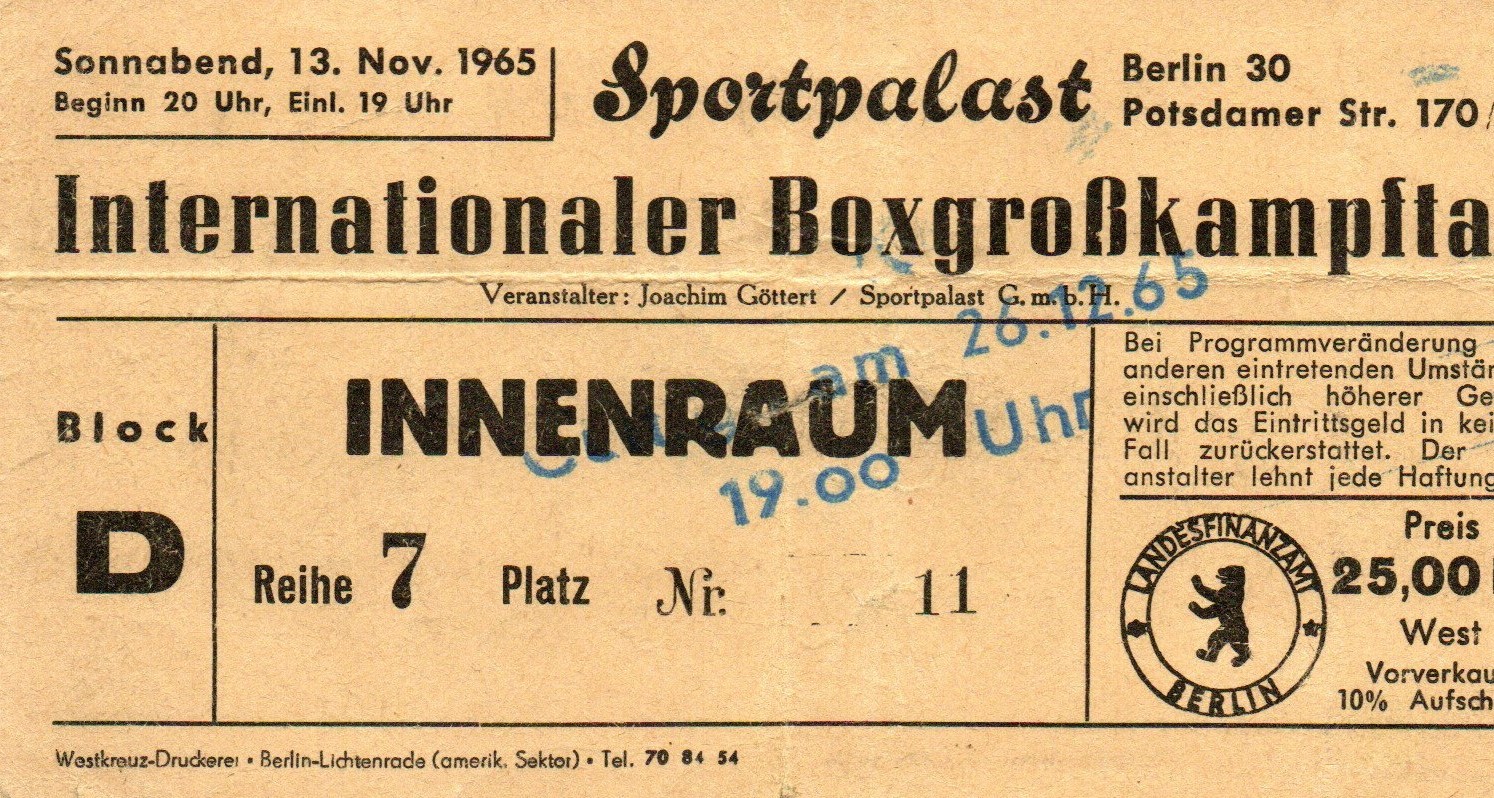 Sonnabend, 13. Nov. 1965
Beginn 20 Uhr, Einl. 19 Uhr
Sportpalast
Berlin 30
Potsdamer Str. 170/
Internationaler Boxgroßkampfta
Veranstalter: Joachim Göttert / Sportpalast G.m.b.H.
am 26.12.65
19.00 Uhr
Block
D
INNENRAUM
Reihe 7 Platz Nr. 11
Bei Programmveränderung
anderen eintretenden Umstän
einschließlich höherer Ge
wird das Eintrittsgeld in kei
Fall zurückerstattet. Der
anstalter lehnt jede Haftung
LANDESFINANZAMT
BERLIN
Preis
25,00
West
Vorverkau
10% Aufsch
Westkreuz-Druckerei • Berlin-Lichtenrade (amerik. Sektor) • Tel. 70 84 54